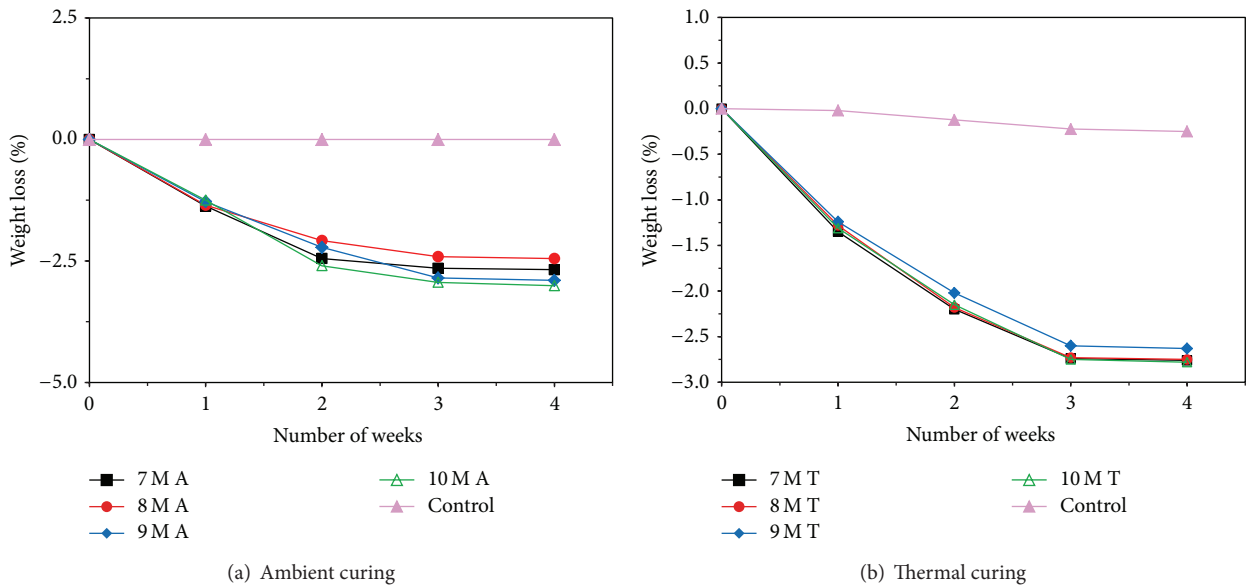 2.5
0.0
−2.5
−5.0
Weight loss (%)
0
1
2
3
4
Number of weeks
7 M A
8 M A
9 M A
10 M A
Control
(a) Ambient curing
1.0
0.5
0.0
−0.5
−1.0
−1.5
−2.0
−2.5
−3.0
Weight loss (%)
0
1
2
3
4
Number of weeks
7 M T
8 M T
9 M T
10 M T
Control
(b) Thermal curing